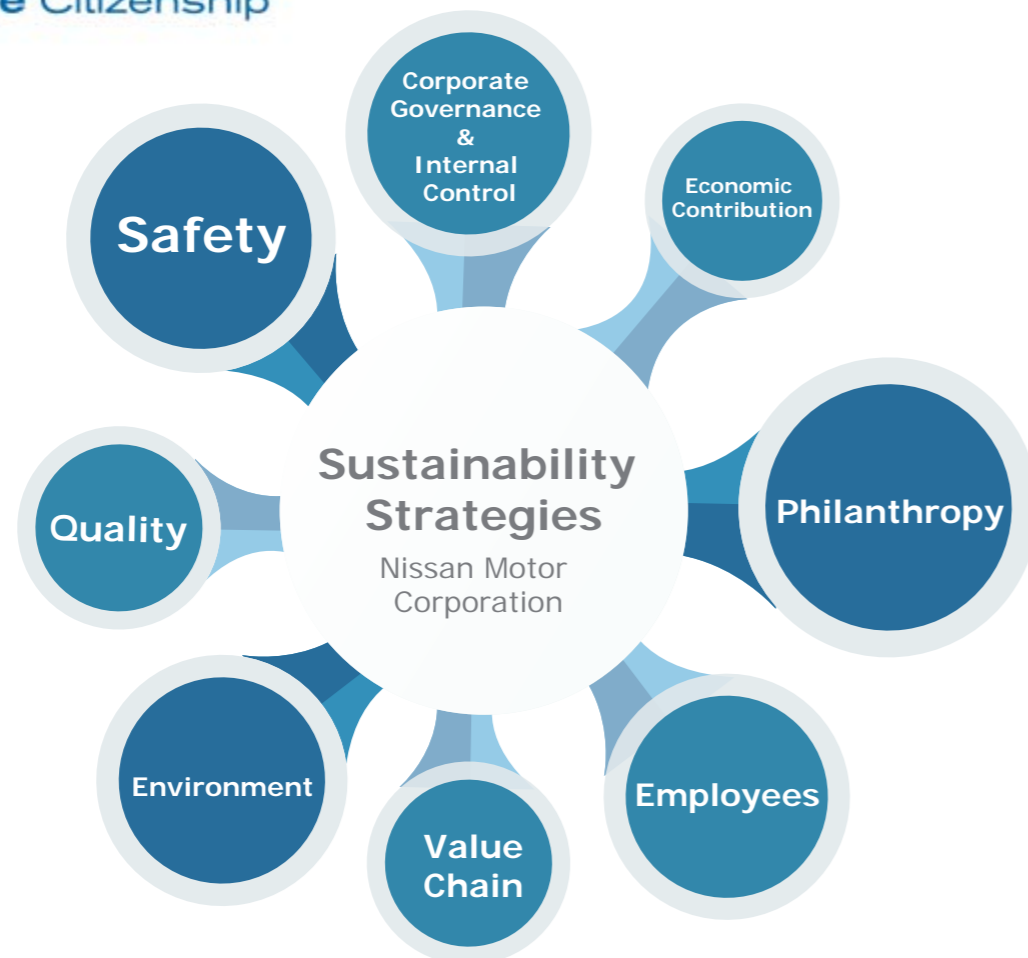 Citizenship
Corporate
Governance
&
Internal
Control
Economic
Contribution
Safety
Philanthropy
Sustainability
Strategies
Nissan Motor
Corporation
Quality
Environment
Employees
Value
Chain